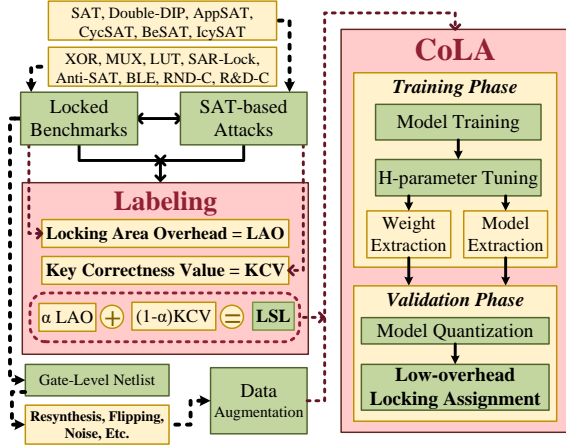 SAT, Double-DIP, AppSAT,
CycSAT, BeSAT, IcySAT
XOR, MUX, LUT, SAR-Lock,
Anti-SAT, BLE, RND-C, R&D-C
Locked
Benchmarks
SAT-based
Attacks
Labeling
Locking Area Overhead = LAO
Key Correctness Value = KCV
α LAO + (1-α)KCV = LSL
Gate-Level Netlist
Resynthesis, Flipping,
Noise, Etc.
Data
Augmentation
CoLA
Training Phase
Model Training
H-parameter Tuning
Weight
Extraction
Model
Extraction
Validation Phase
Model Quantization
Low-overhead
Locking Assignment